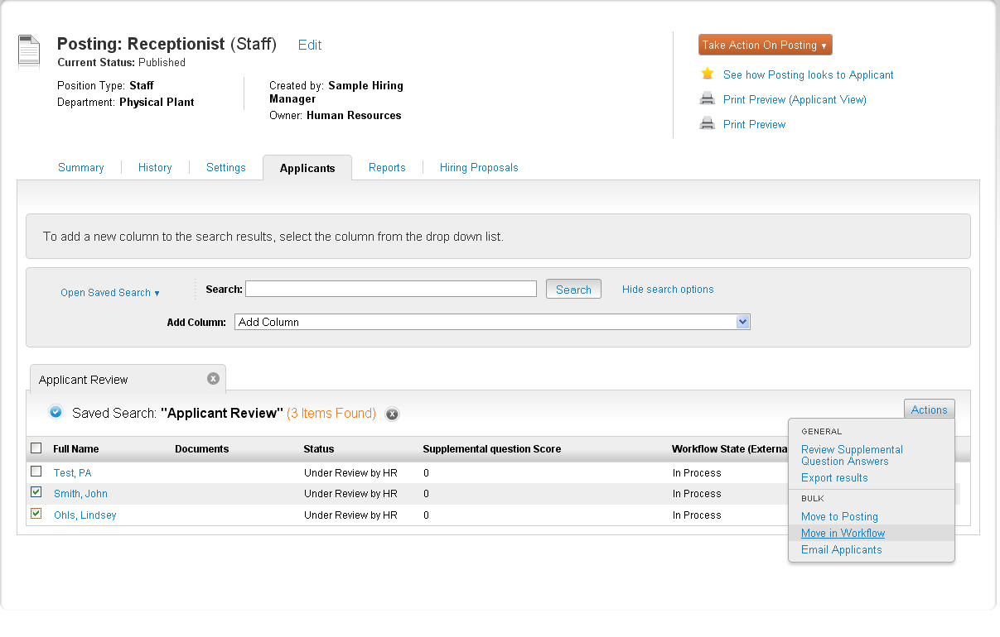 Posting: Receptionist (Staff) Edit
Current Status: Published
Position Type: Staff
Department: Physical Plant
Created by: Sample Hiring
Manager
Owner: Human Resources
Take Action On Posting ▾
See how Posting looks to Applicant
Print Preview (Applicant View)
Print Preview
Summary History Settings Applicants Reports Hiring Proposals
To add a new column to the search results, select the column from the drop down list.
Open Saved Search ▾ Search: Search Hide search options
Add Column: Add Column
Applicant Review x
Saved Search: "Applicant Review" (3 Items Found) x
Actions
Full Name Documents Status Supplemental question Score Workflow State (Externa
Test, PA Under Review by HR 0 In Process
Smith, John Under Review by HR 0 In Process
Ohls, Lindsey Under Review by HR 0 In Process
GENERAL
Review Supplemental
Question Answers
Export results
BULK
Move to Posting
Move in Workflow
Email Applicants